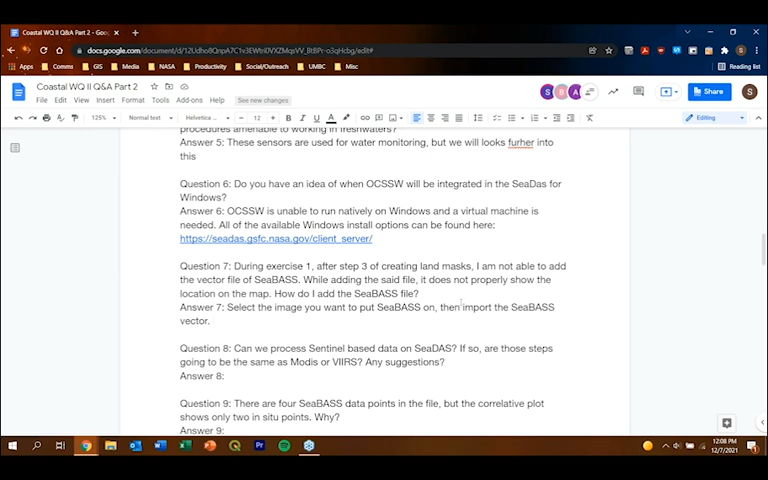 Coastal WQ II Q&A Part 2 - Goo
docs.google.com/document/d/
Apps Comms GIS Media NASA Productivity Social/Outreach UMBC Misc Reading list
Coastal WQ II Q&A Part 2
File Edit View Insert Format Tools Add-ons Help See new changes
S B A Share S
125% Normal text Helvetica ... 12 B I U A Editing
procedures amenable to working in freshwaters?
Answer 5: These sensors are used for water monitoring, but we will looks furher into
this
Question 6: Do you have an idea of when OCSSW will be integrated in the SeaDas for
Windows?
Answer 6: OCSSW is unable to run natively on Windows and a virtual machine is
needed. All of the available Windows install options can be found here:
https://seadas.gsfc.nasa.gov/client_server/
Question 7: During exercise 1, after step 3 of creating land masks, I am not able to add
the vector file of SeaBASS. While adding the said file, it does not properly show the
location on the map. How do I add the SeaBASS file?
Answer 7: Select the image you want to put SeaBASS on, then import the SeaBASS
vector.
Question 8: Can we process Sentinel based data on SeaDAS? If so, are those steps
going to be the same as Modis or VIIRS? Any suggestions?
Answer 8:
Question 9: There are four SeaBASS data points in the file, but the correlative plot
shows only two in situ points. Why?
Answer 9:
12:08 PM
12/7/2021